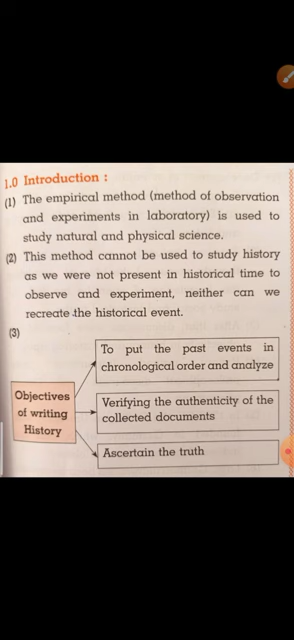 1.0 Introduction :
(1) The empirical method (method of observation
and experiments in laboratory) is used to
study natural and physical science.
(2) This method cannot be used to study history
as we were not present in historical time to
observe and experiment, neither can we
recreate the historical event.
(3)
To put the past events in
chronological order and analyze
Objectives
of writing
History
Verifying the authenticity of the
collected documents
Ascertain the truth